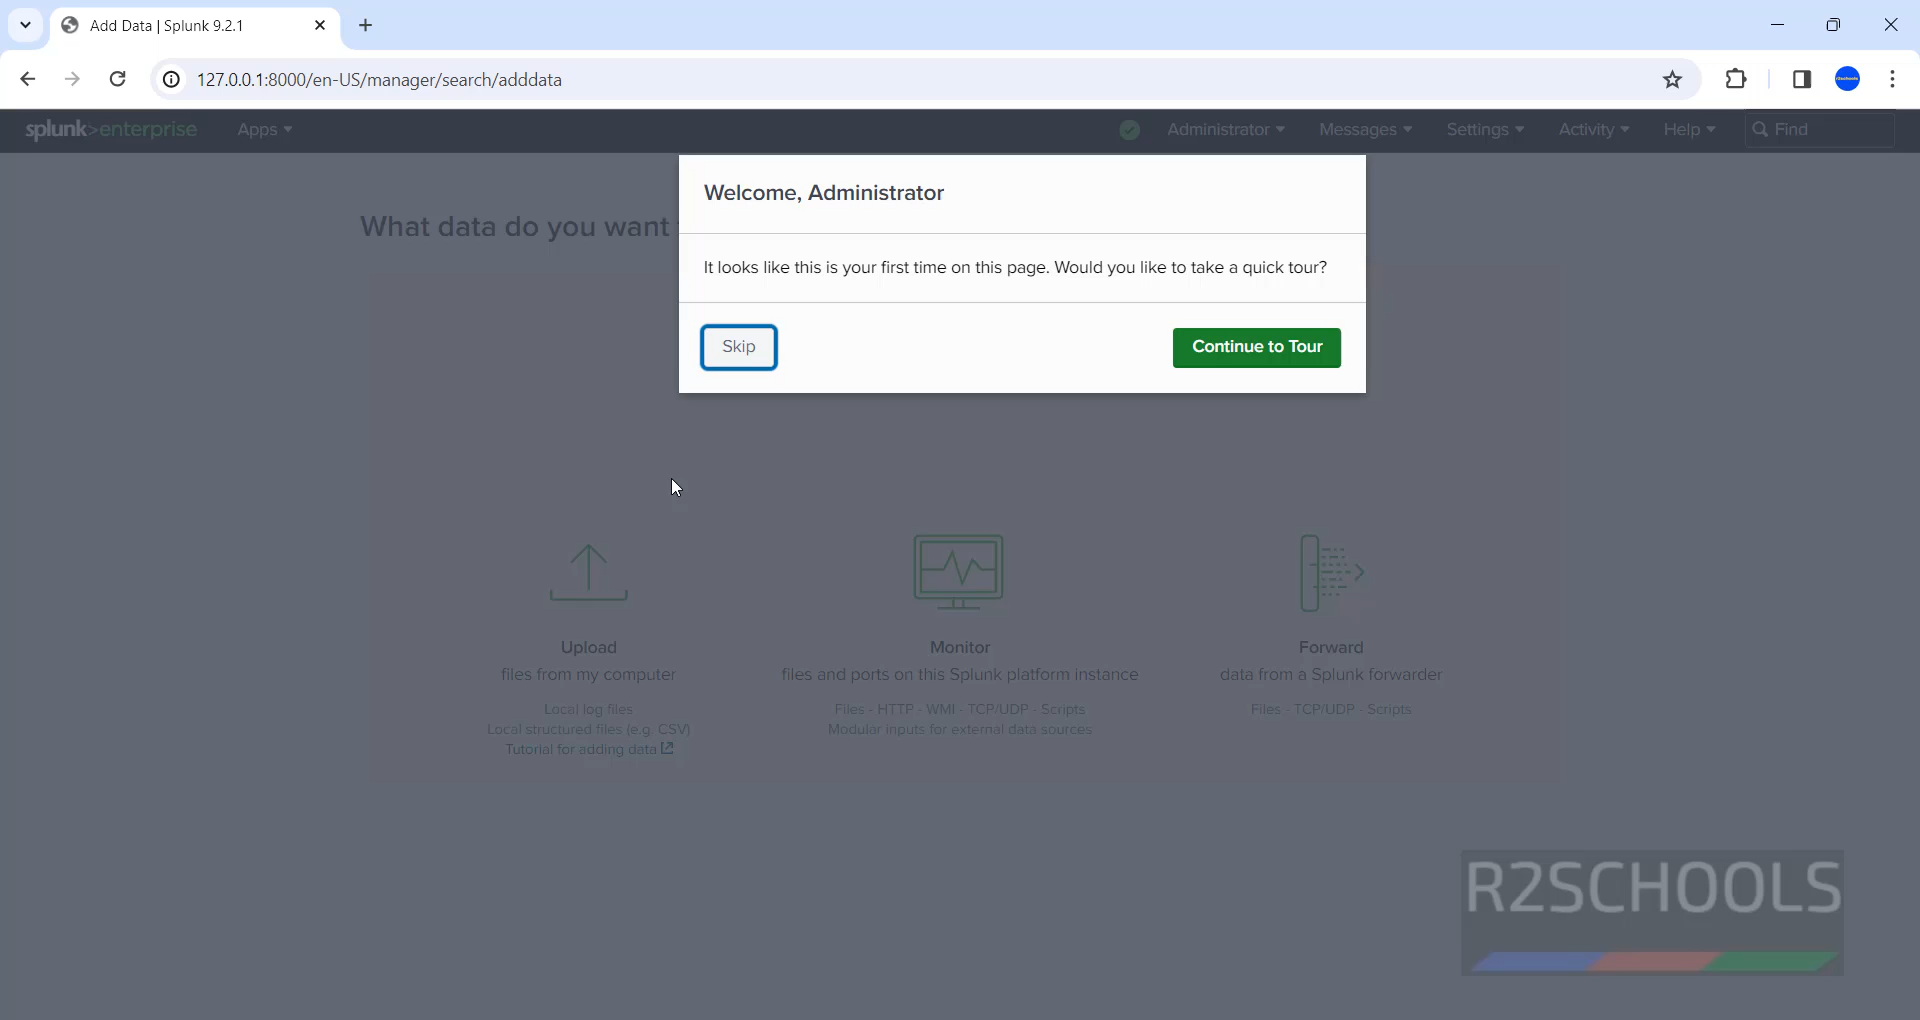 Add Data | Splunk 9.2.1
127.0.0.1:8000/en-US/manager/search/adddata
splunk>enterprise Apps Administrator Messages Settings Activity Help Find
Welcome, Administrator
What data do you want
It looks like this is your first time on this page. Would you like to take a quick tour?
Skip Continue to Tour
Upload Monitor Forward
files from my computer files and ports on this Splunk platform instance data from a Splunk forwarder
Local log files Files - HTTP - WMI - TCP/UDP - Scripts Files - TCP/UDP - Scripts
Local structured files (e.g. CSV) Modular inputs for external data sources
Tutorial for adding data
R2SCHOOLS